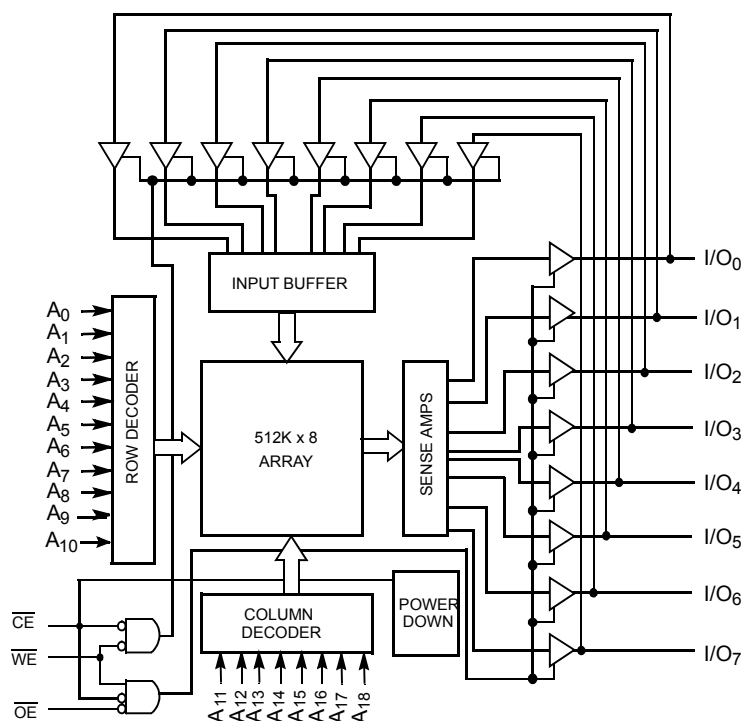 INPUT BUFFER
I/O0
I/O1
I/O2
I/O3
I/O4
I/O5
I/O6
I/O7
A0
A1
A2
A3
A4
A5
A6
A7
A8
A9
A10
ROW DECODER
512K x 8
ARRAY
SENSE AMPS
POWER
DOWN
COLUMN
DECODER
CE
WE
OE
A11
A12
A13
A14
A15
A16
A17
A18